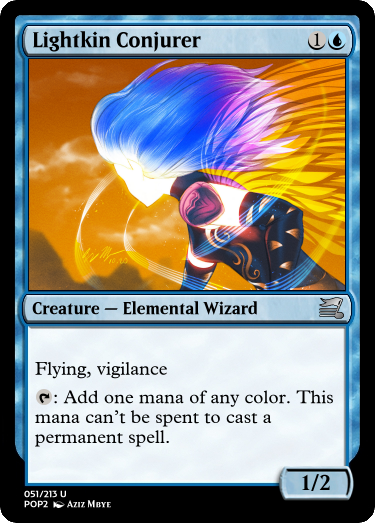 Lightkin Conjurer 1
Creature — Elemental Wizard
Flying, vigilance
: Add one mana of any color. This
mana can't be spent to cast a
permanent spell.
1/2
051/213 U
POP2 Aziz Mbye